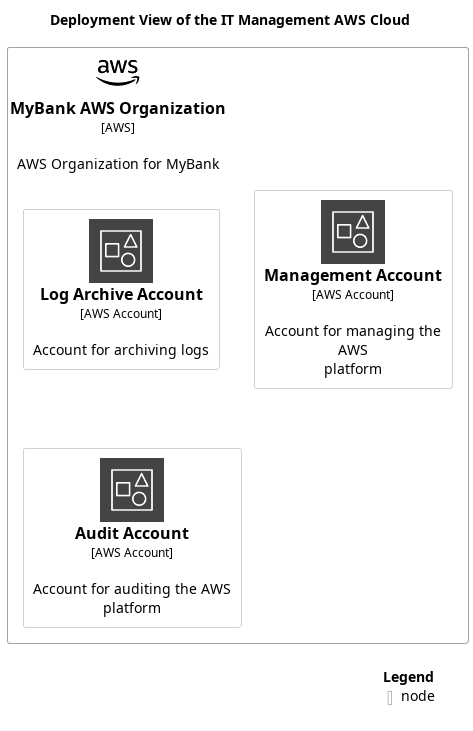 Deployment View of the IT Management AWS Cloud
aws
MyBank AWS Organization
[AWS]
AWS Organization for MyBank
Log Archive Account
[AWS Account]
Account for archiving logs
Management Account
[AWS Account]
Account for managing the
AWS
platform
Audit Account
[AWS Account]
Account for auditing the AWS
platform
Legend
node